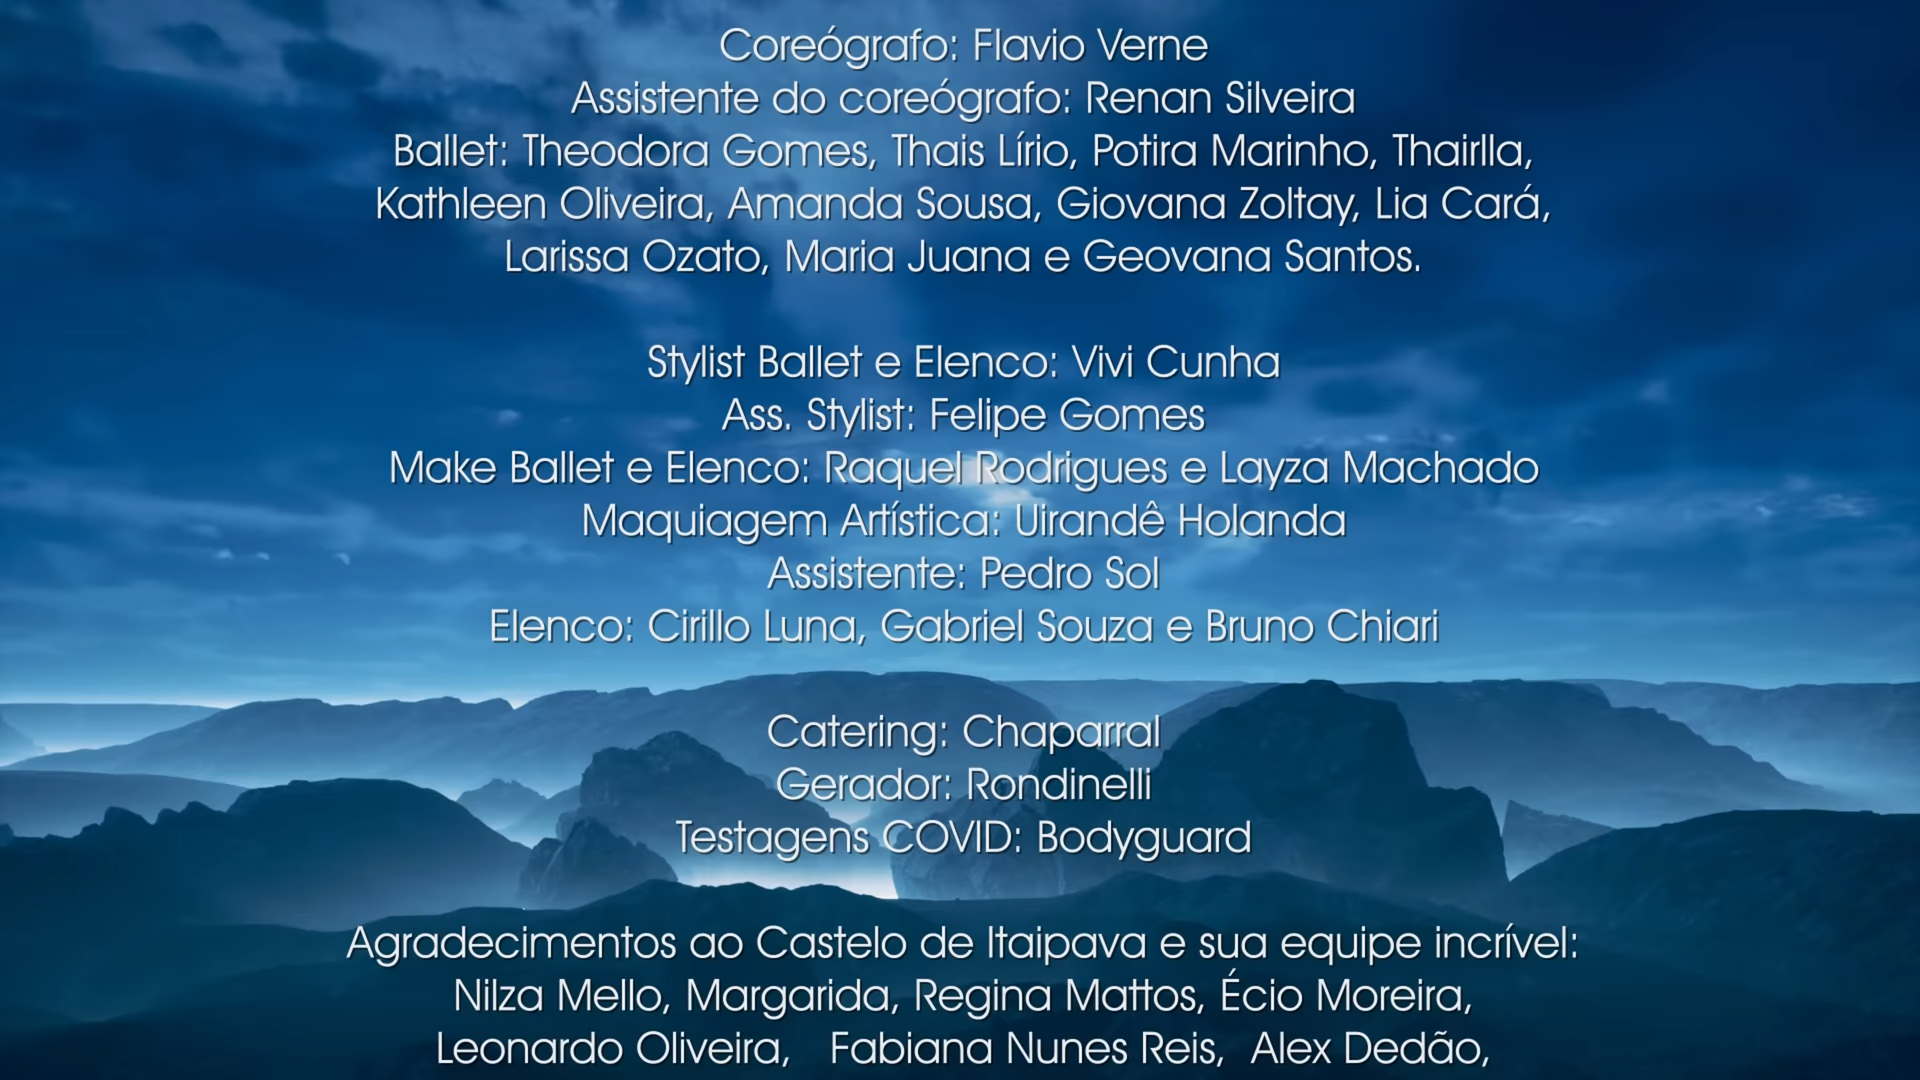 Coreógrafo: Flavio Verne
Assistente do coreógrafo: Renan Silveira
Ballet: Theodora Gomes, Thais Lírio, Potira Marinho, Thairlla,
Kathleen Oliveira, Amanda Sousa, Giovana Zoltay, Lia Cará,
Larissa Ozato, Maria Juana e Geovana Santos.
Stylist Ballet e Elenco: Vivi Cunha
Ass. Stylist: Felipe Gomes
Make Ballet e Elenco: Raquel Rodrigues e Layza Machado
Maquiagem Artística: Uirandê Holanda
Assistente: Pedro Sol
Elenco: Cirillo Luna, Gabriel Souza e Bruno Chiari
Catering: Chaparral
Gerador: Rondinelli
Testagens COVID: Bodyguard
Agradecimentos ao Castelo de Itaipava e sua equipe incrível:
Nilza Mello, Margarida, Regina Mattos, Écio Moreira,
Leonardo Oliveira, Fabiana Nunes Reis, Alex Dedão,